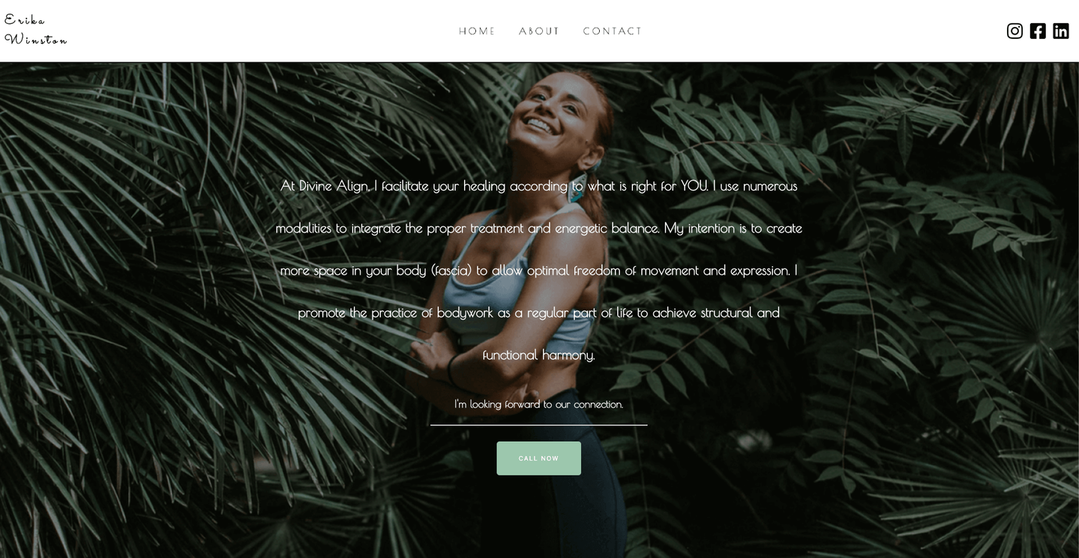 Erika
Winston
HOME ABOUT CONTACT
At Divine Align, I facilitate your healing according to what is right for YOU. I use numerous
modalities to integrate the proper treatment and energetic balance. My intention is to create
more space in your body (fascia) to allow optimal freedom of movement and expression. I
promote the practice of bodywork as a regular part of life to achieve structural and
functional harmony.
I'm looking forward to our connection.
CALL NOW